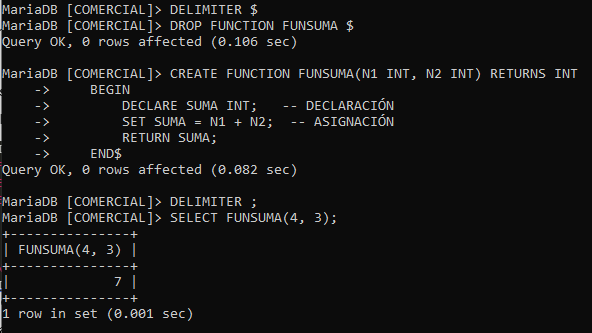 MariaDB [COMERCIAL]> DELIMITER $
MariaDB [COMERCIAL]> DROP FUNCTION FUNSUMA $
Query OK, 0 rows affected (0.106 sec)

MariaDB [COMERCIAL]> CREATE FUNCTION FUNSUMA(N1 INT, N2 INT) RETURNS INT
    ->     BEGIN
    ->         DECLARE SUMA INT;   -- DECLARACIÓN
    ->         SET SUMA = N1 + N2;  -- ASIGNACIÓN
    ->         RETURN SUMA;
    ->     END$
Query OK, 0 rows affected (0.082 sec)

MariaDB [COMERCIAL]> DELIMITER ;
MariaDB [COMERCIAL]> SELECT FUNSUMA(4, 3);
+---------------+
| FUNSUMA(4, 3) |
+---------------+
|             7 |
+---------------+
1 row in set (0.001 sec)